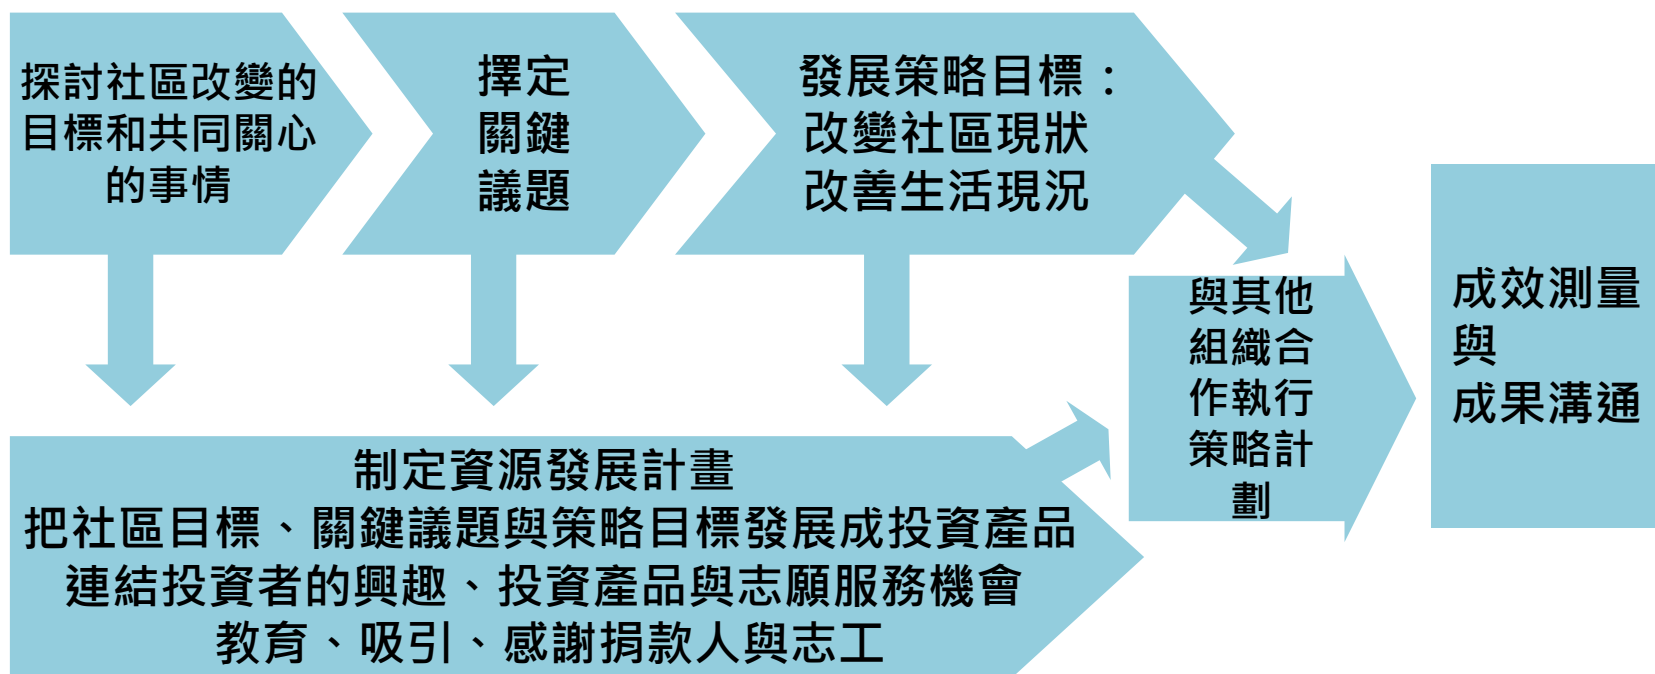 探討社區改變的
目標和共同關心
的事情
擇定
關鍵
議題
發展策略目標：
改變社區現狀
改善生活現況
與其他
組織合
作執行
策略計
劃
成效測量
與
成果溝通
制定資源發展計畫
把社區目標、關鍵議題與策略目標發展成投資產品
連結投資者的興趣、投資產品與志願服務機會
教育、吸引、感謝捐款人與志工